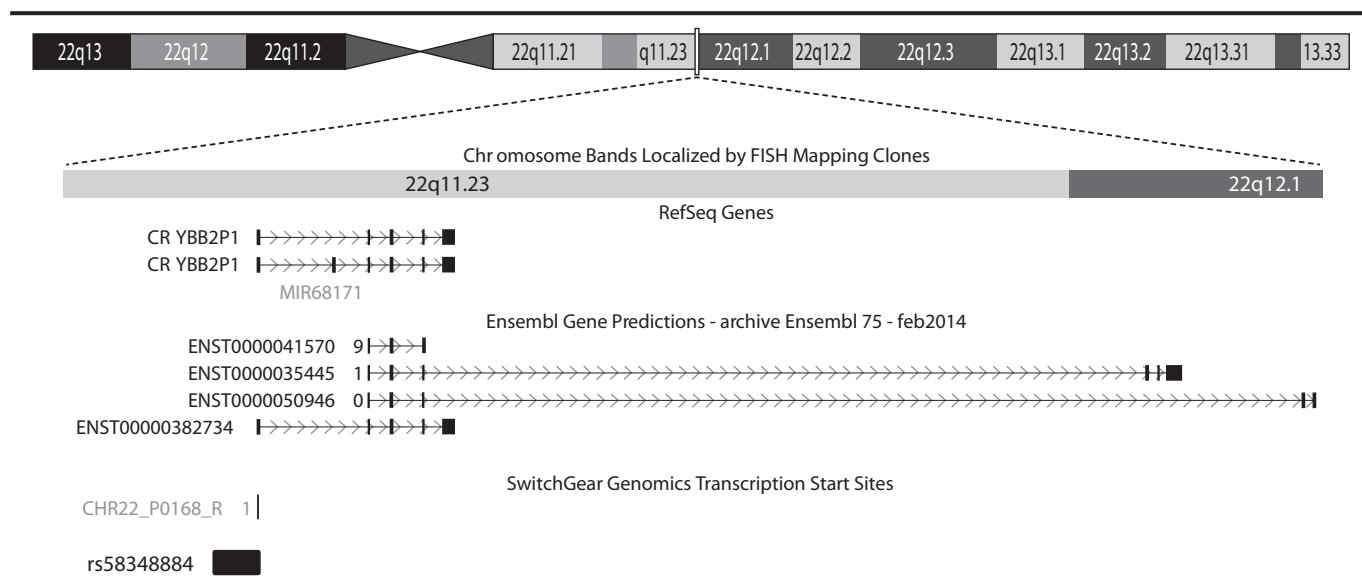 22q13 22q12 22q11.2 22q11.21 q11.23 22q12.1 22q12.2 22q12.3 22q13.1 22q13.2 22q13.31 13.33
Chr omosome Bands Localized by FISH Mapping Clones
22q11.23 22q12.1
RefSeq Genes
CR YBB2P1
CR YBB2P1
MIR68171
Ensembl Gene Predictions - archive Ensembl 75 - feb2014
ENST0000041570 9
ENST0000035445 1
ENST0000050946 0
ENST00000382734
SwitchGear Genomics Transcription Start Sites
CHR22_P0168_R 1
rs58348884